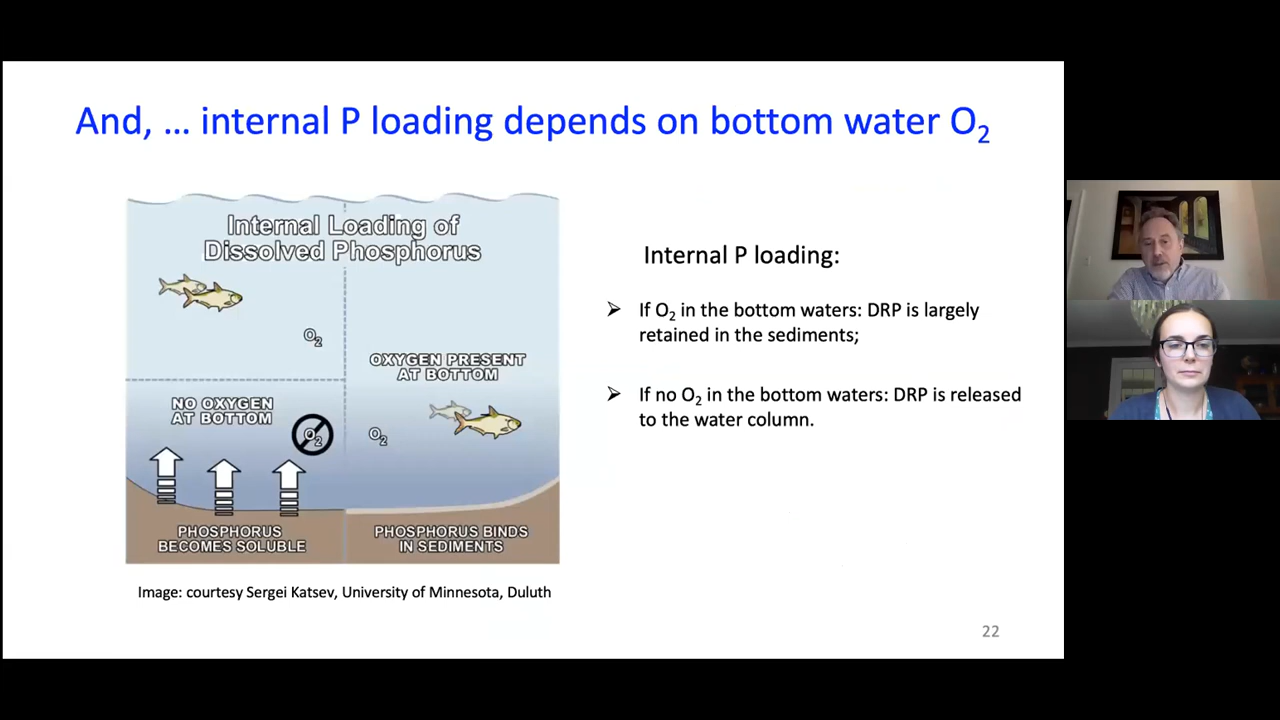 And, … internal P loading depends on bottom water O₂
Internal Loading of
Dissolved Phosphorus
O₂
OXYGEN PRESENT
AT BOTTOM
NO OXYGEN
AT BOTTOM
O₂
O₂
PHOSPHORUS
BECOMES SOLUBLE
PHOSPHORUS BINDS
IN SEDIMENTS
Image: courtesy Sergei Katsev, University of Minnesota, Duluth
Internal P loading:
➢ If O₂ in the bottom waters: DRP is largely
retained in the sediments;
➢ If no O₂ in the bottom waters: DRP is released
to the water column.
22